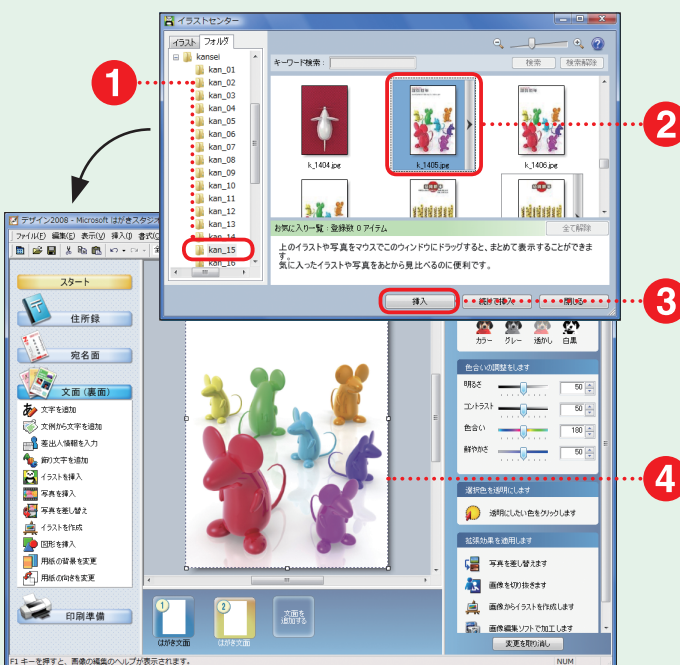 イラストセンター
イラスト フォルダ
キーワード検索：
検索
検索解除
kansei
kan_01
kan_02
kan_03
kan_04
kan_05
kan_06
kan_07
kan_08
kan_09
kan_10
kan_11
kan_12
kan_13
kan_14
kan_15
kan_16
k_1404.jpg
k_1405.jpg
k_1406.jpg
お気に入り一覧：登録数 0 アイテム
全て解除
上のイラストや写真をマウスでこのウィンドウにドラッグすると、まとめて表示することができま
す。
気に入ったイラストや写真をあとから見比べるのに便利です。
挿入
続けて挿入
閉じる
1
2
3
4
デザイン2008 - Microsoft はがきスタジオ
ファイル(F) 編集(E) 表示(V) 挿入(I) 書式(O)
スタート
住所録
宛名面
文面（裏面）
文字を追加
文例から文字を追加
差出人情報を入力
飾り文字を追加
イラストを挿入
写真を挿入
写真を差し替え
イラストを作成
図形を挿入
用紙の背景を変更
用紙の向きを変更
印刷準備
1
はがき文面
2
はがき文面
文面を
追加する
カラー グレー 透かし 白黒
色合いの調整をします
明るさ 50
コントラスト 50
色合い 180
鮮やかさ 50
選択色を透明にします
透明にしたい色をクリックします
拡張効果を適用します
写真を差し替えます
画像を切り抜きます
画像からイラストを作成します
画像編集ソフトで加工します
変更を取り消し
F1 キーを押すと、画像の編集のヘルプが表示されます。
NUM